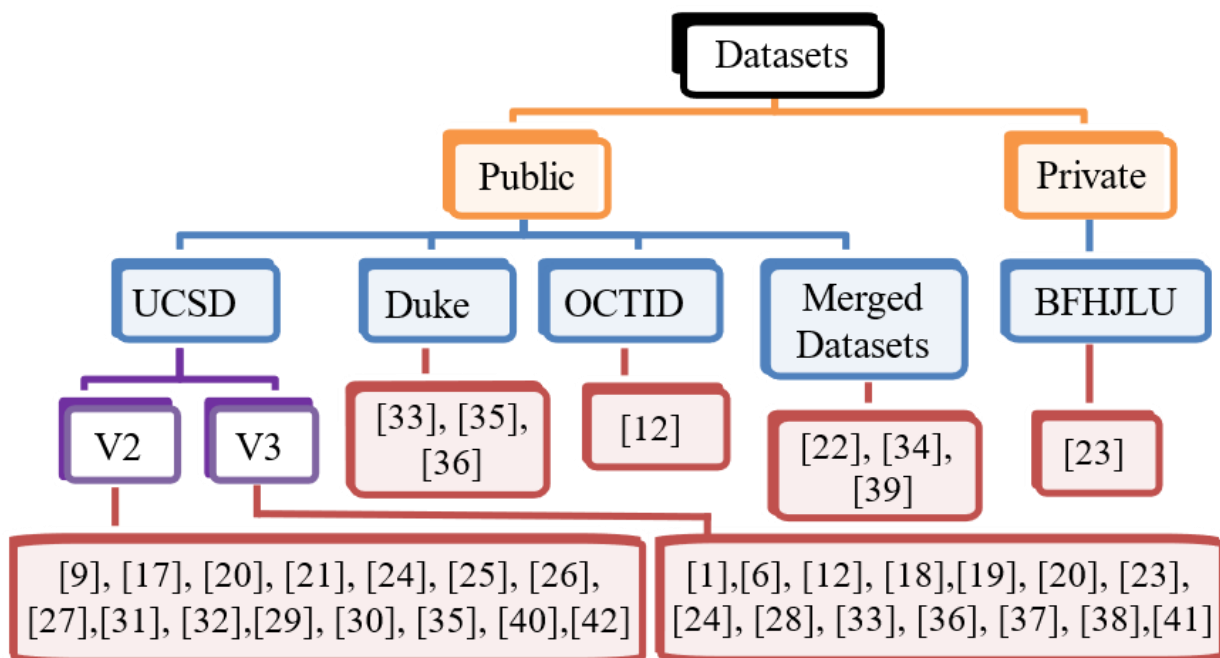 Datasets
Public
Private
UCSD
Duke
OCTID
Merged
Datasets
BFHJLU
V2
V3
[33], [35],
[36]
[12]
[22], [34],
[39]
[23]
[9], [17], [20], [21], [24], [25], [26],
[27],[31], [32],[29], [30], [35], [40],[42]
[1],[6], [12], [18],[19], [20], [23],
[24], [28], [33], [36], [37], [38],[41]